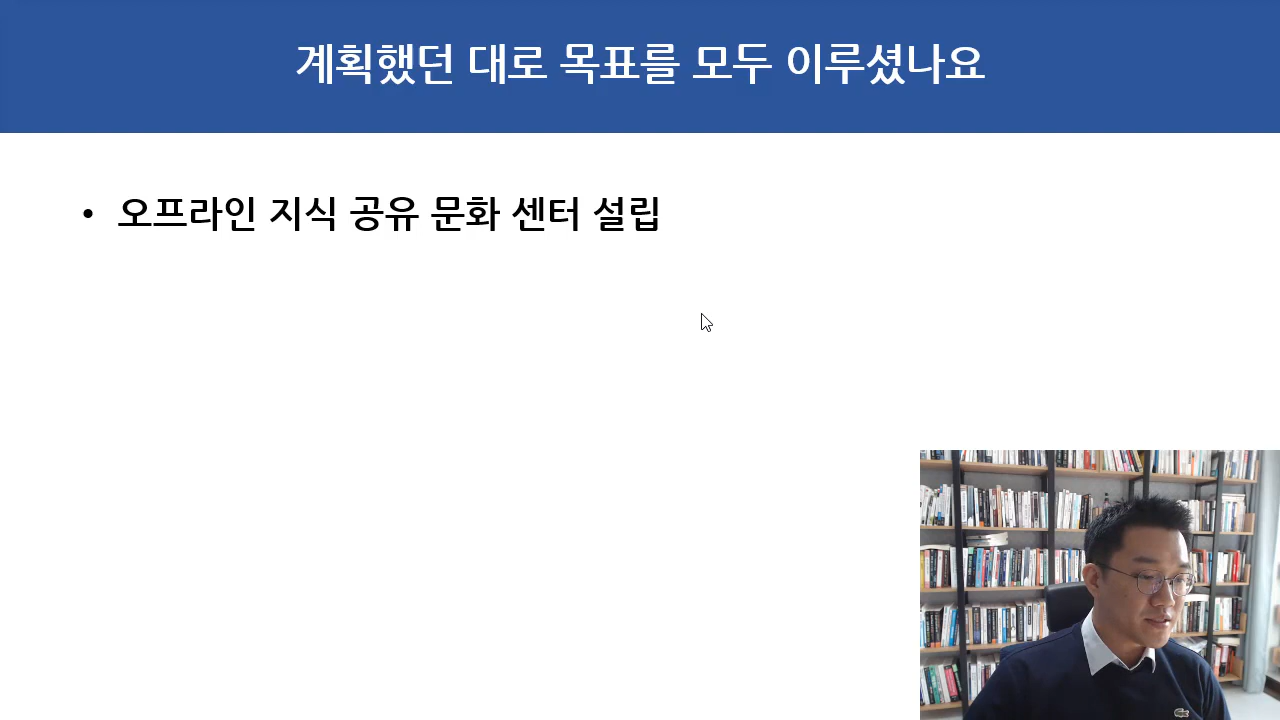 계획했던 대로 목표를 모두 이루셨나요
• 오프라인 지식 공유 문화 센터 설립